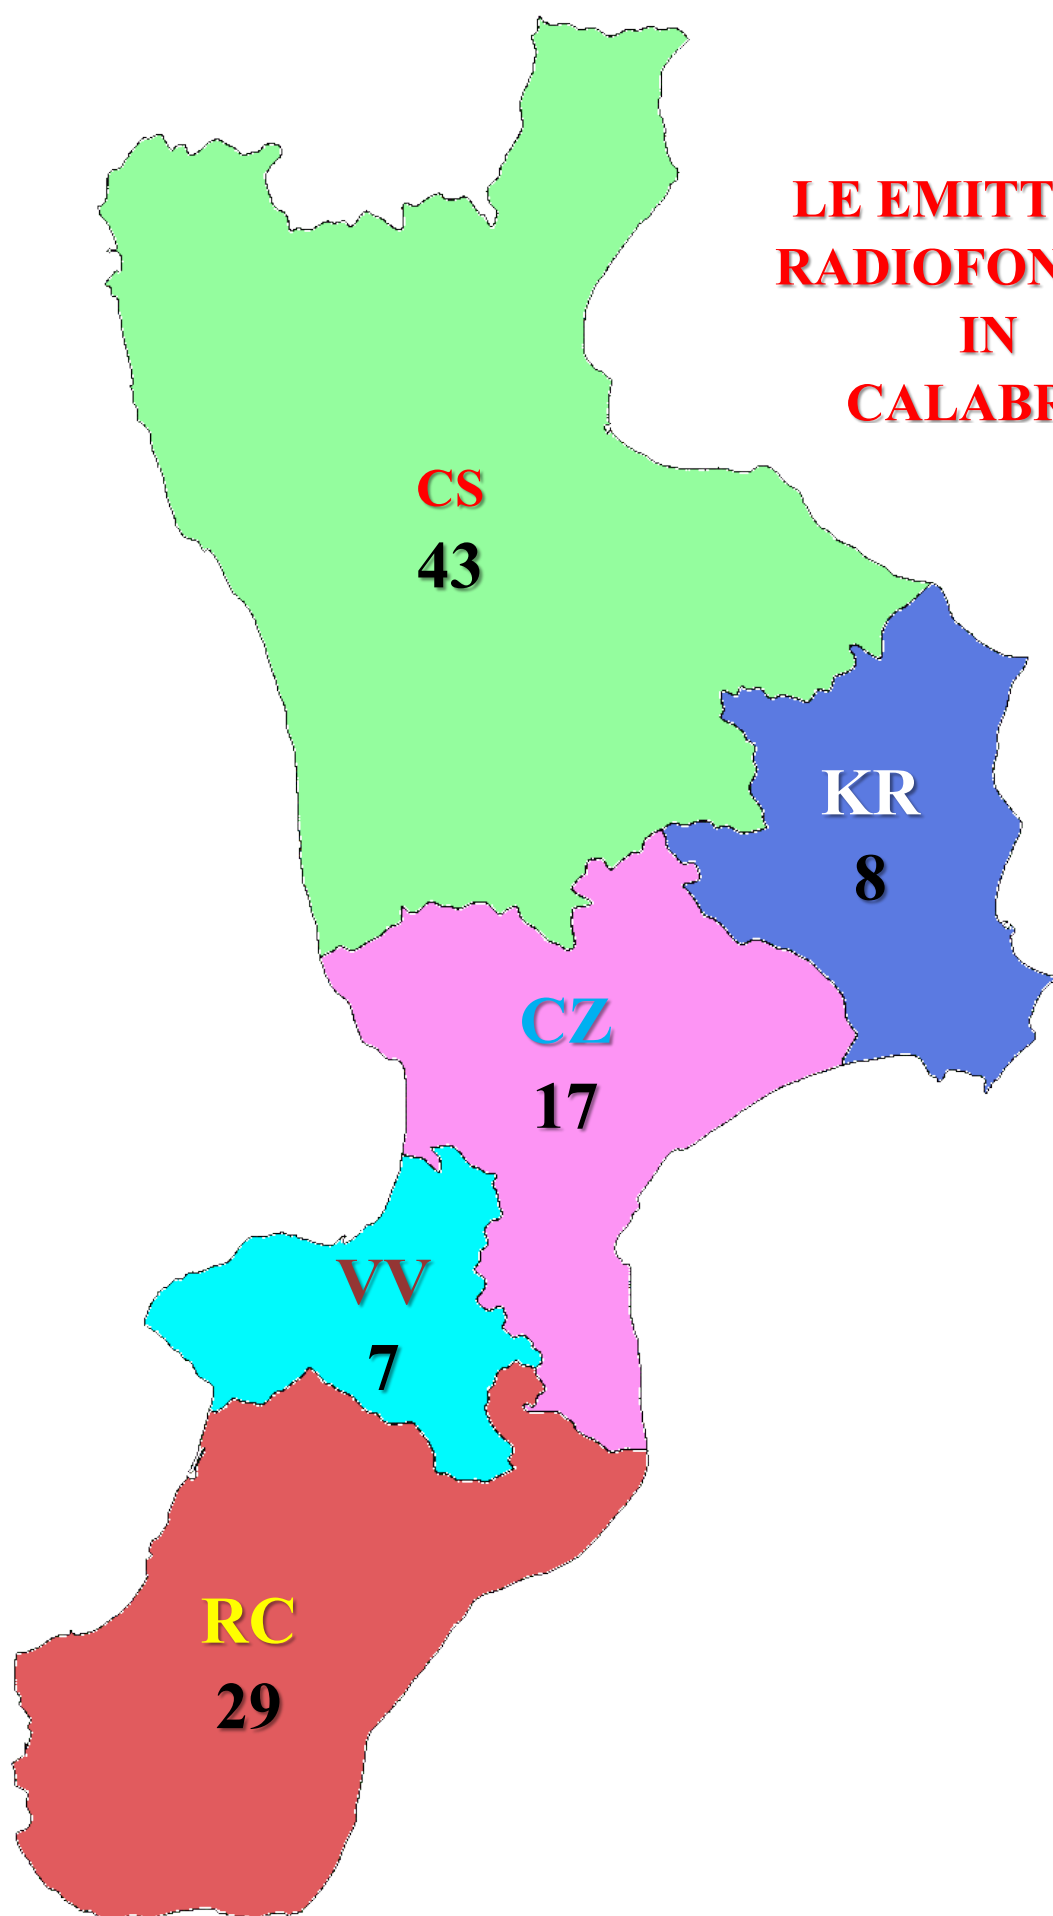 LE EMITT
RADIOFON
IN
CALABR
CS
43
KR
8
CZ
17
VV
7
RC
29